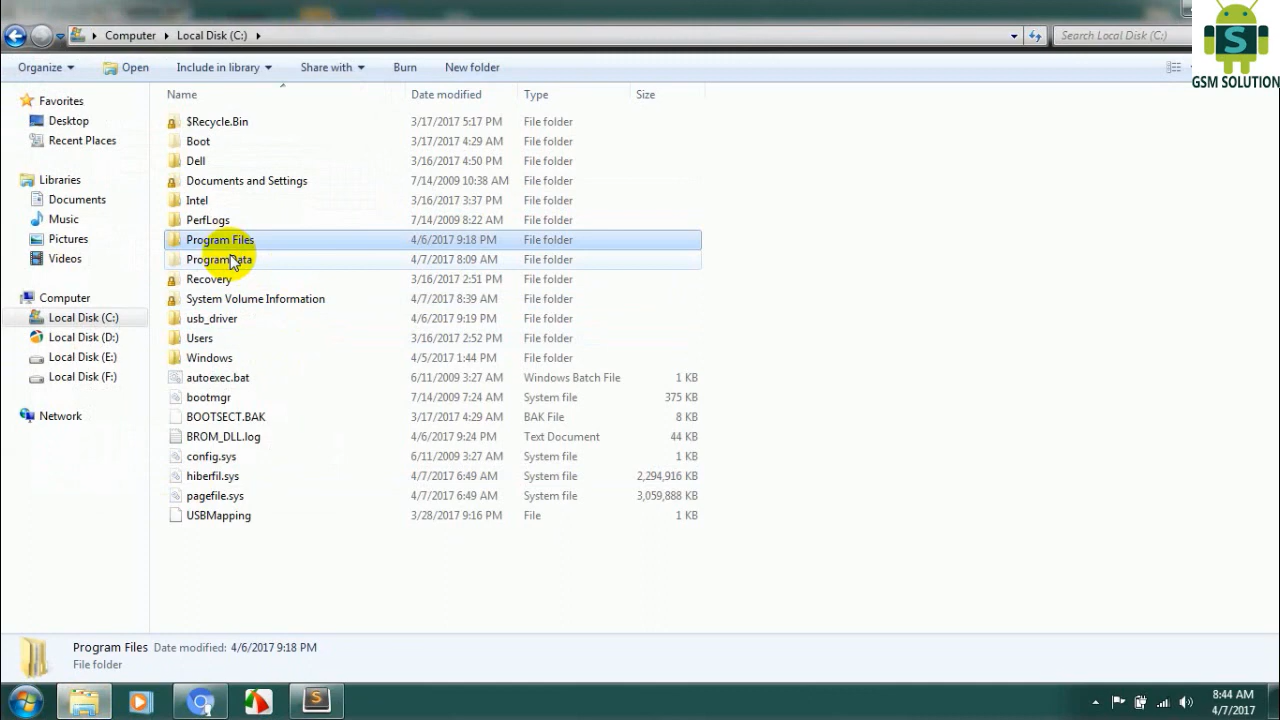 S
GSM SOLUTION
Computer Local Disk (C:) Search Local Disk (C:)
Organize Open Include in library Share with Burn New folder
Name Date modified Type Size
Favorites
Desktop
Recent Places
Libraries
Documents
Music
Pictures
Videos
Computer
Local Disk (C:)
Local Disk (D:)
Local Disk (E:)
Local Disk (F:)
Network
$Recycle.Bin 3/17/2017 5:17 PM File folder
Boot 3/17/2017 4:29 AM File folder
Dell 3/16/2017 4:50 PM File folder
Documents and Settings 7/14/2009 10:38 AM File folder
Intel 3/16/2017 3:37 PM File folder
PerfLogs 7/14/2009 8:22 AM File folder
Program Files 4/6/2017 9:18 PM File folder
ProgramData 4/7/2017 8:09 AM File folder
Recovery 3/16/2017 2:51 PM File folder
System Volume Information 4/7/2017 8:39 AM File folder
usb_driver 4/6/2017 9:19 PM File folder
Users 3/16/2017 2:52 PM File folder
Windows 4/5/2017 1:44 PM File folder
autoexec.bat 6/11/2009 3:27 AM Windows Batch File 1 KB
bootmgr 7/14/2009 7:24 AM System file 375 KB
BOOTSECT.BAK 3/17/2017 4:29 AM BAK File 8 KB
BROM_DLL.log 4/6/2017 9:24 PM Text Document 44 KB
config.sys 6/11/2009 3:27 AM System file 1 KB
hiberfil.sys 4/7/2017 6:49 AM System file 2,294,916 KB
pagefile.sys 4/7/2017 6:49 AM System file 3,059,888 KB
USBMapping 3/28/2017 9:16 PM File 1 KB
Program Files Date modified: 4/6/2017 9:18 PM
File folder
S
8:44 AM
4/7/2017